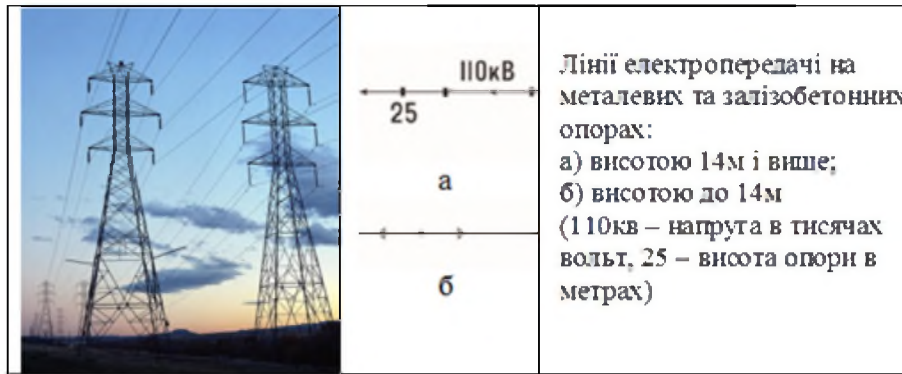 110кВ
25
а
б
Лінії електропередачі на
металевих та залізобетонних
опорах:
а) висотою 14м і вище;
б) висотою до 14м
(110кв – напруга в тисячах
вольт, 25 – висота опори в
метрах)